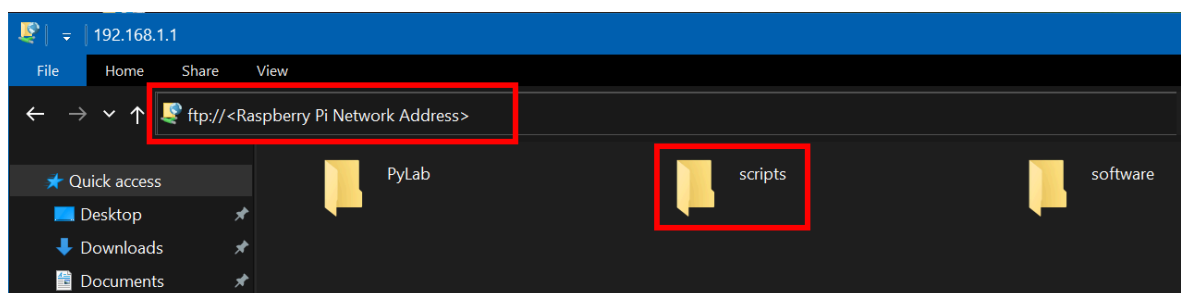 192.168.1.1
File Home Share View
ftp://<Raspberry Pi Network Address>
Quick access
Desktop
Downloads
Documents
PyLab
scripts
software